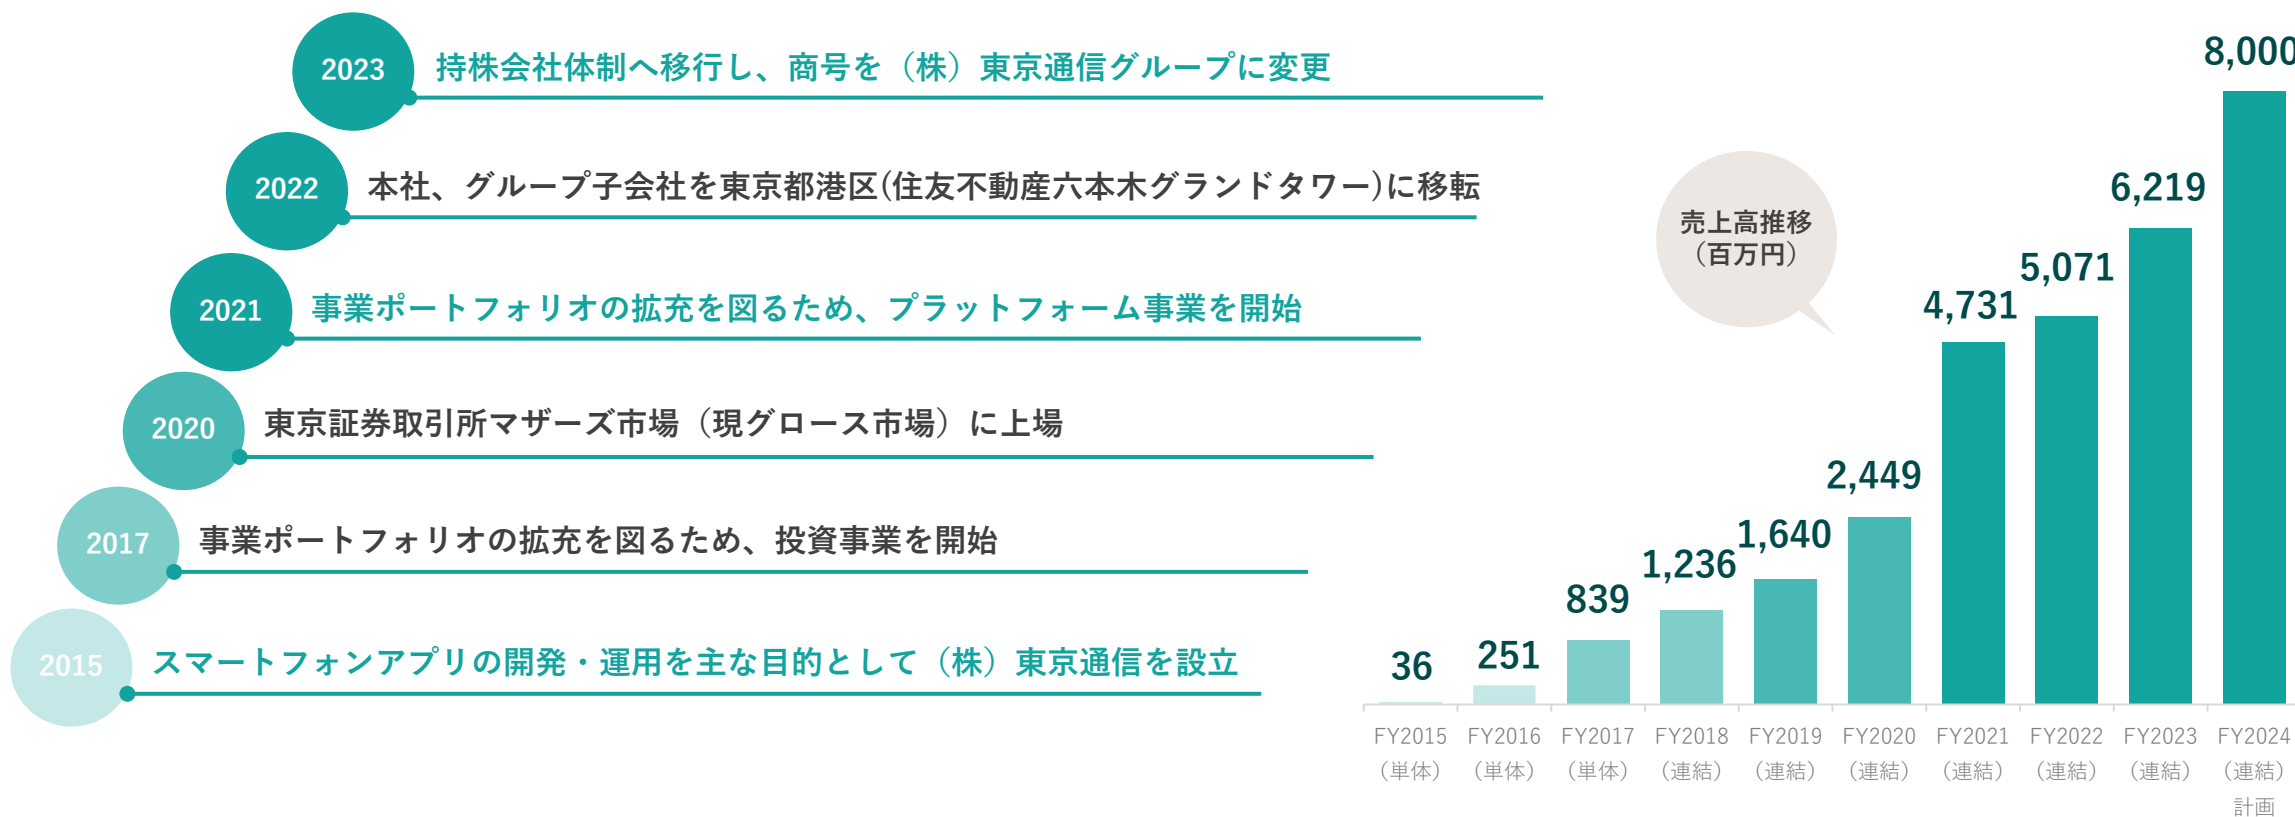 2023
持株会社体制へ移行し、商号を（株）東京通信グループに変更
2022
本社、グループ子会社を東京都港区(住友不動産六本木グランドタワー)に移転
2021
事業ポートフォリオの拡充を図るため、プラットフォーム事業を開始
2020
東京証券取引所マザーズ市場（現グロース市場）に上場
2017
事業ポートフォリオの拡充を図るため、投資事業を開始
2015
スマートフォンアプリの開発・運用を主な目的として（株）東京通信を設立
売上高推移
（百万円）
36
251
839
1,236
1,640
2,449
4,731
5,071
6,219
8,000
FY2015
（単体）
FY2016
（単体）
FY2017
（単体）
FY2018
（連結）
FY2019
（連結）
FY2020
（連結）
FY2021
（連結）
FY2022
（連結）
FY2023
（連結）
FY2024
（連結）
計画